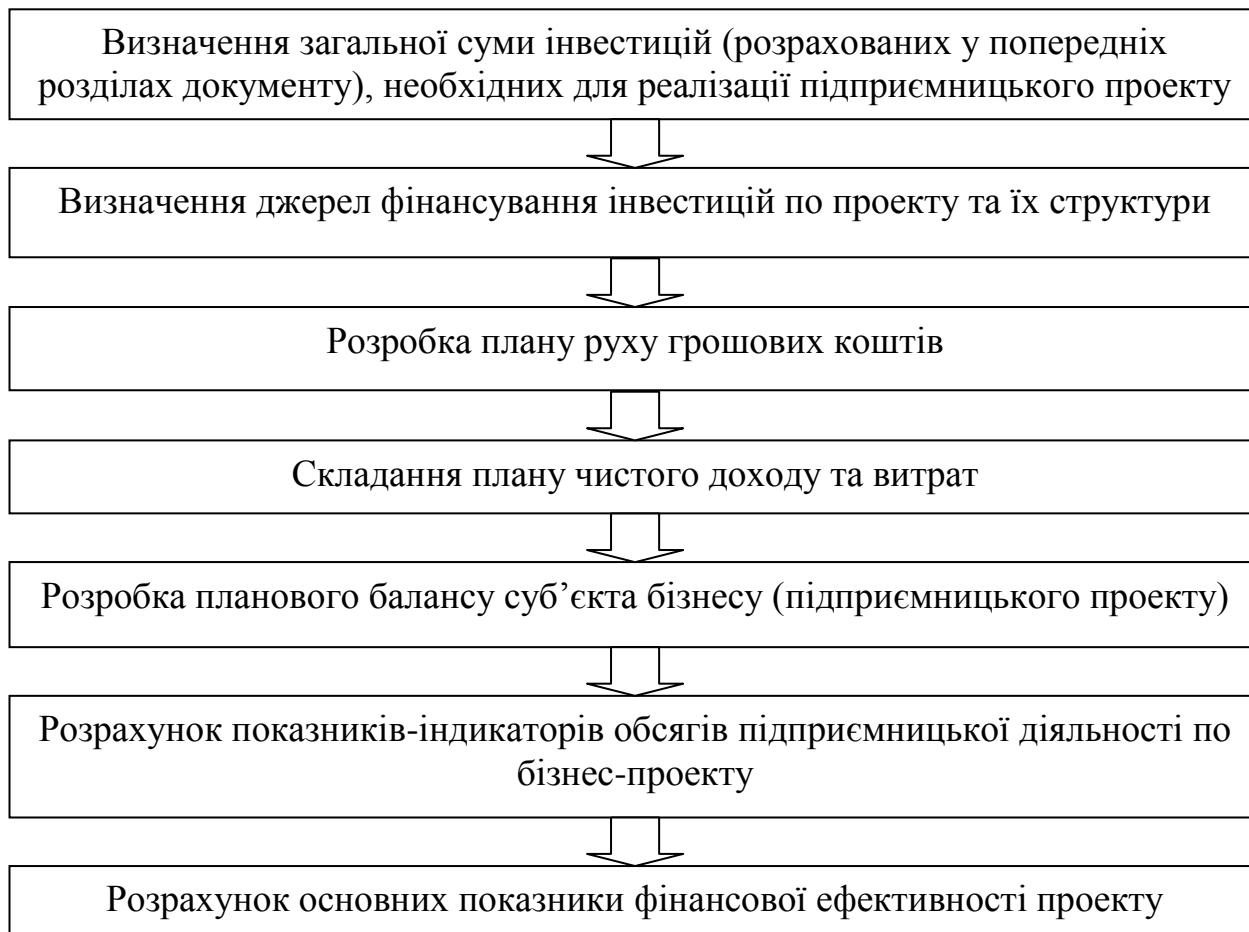 Визначення загальної суми інвестицій (розрахованих у попередніх
розділах документу), необхідних для реалізації підприємницького проекту
Визначення джерел фінансування інвестицій по проекту та їх структури
Розробка плану руху грошових коштів
Складання плану чистого доходу та витрат
Розробка планового балансу суб’єкта бізнесу (підприємницького проекту)
Розрахунок показників-індикаторів обсягів підприємницької діяльності по
бізнес-проекту
Розрахунок основних показники фінансової ефективності проекту